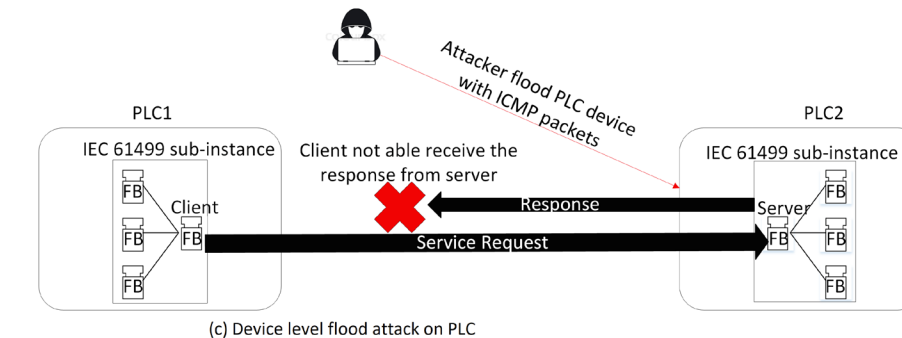 Attacker flood PLC device
with ICMP packets
PLC1
PLC2
IEC 61499 sub-instance
Client not able receive the
response from server
IEC 61499 sub-instance
FB
FB
Client
Response
Server
FB
FB
Service Request
FB
FB
FB
FB
(c) Device level flood attack on PLC